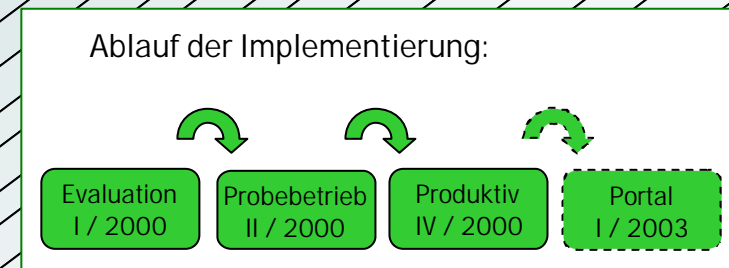 Ablauf der Implementierung:
Evaluation
I / 2000
Probebetrieb
II / 2000
Produktiv
IV / 2000
Portal
I / 2003